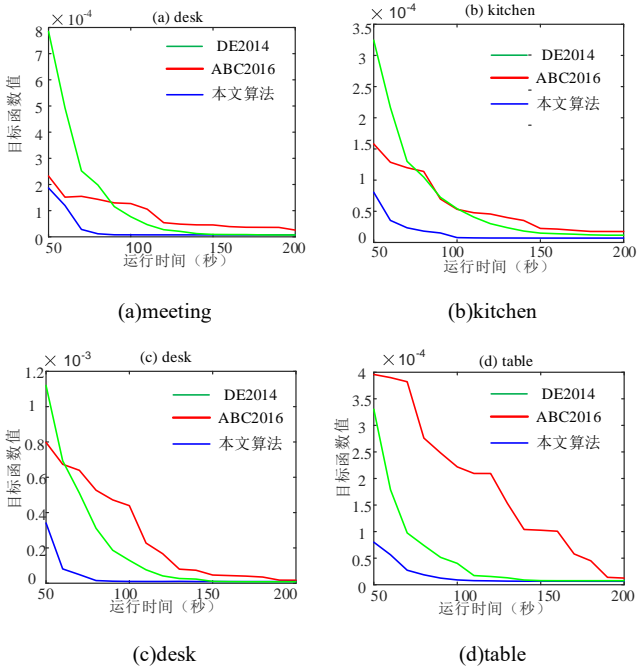 × 10⁻⁴
(a) desk
8
7
6
5
4
3
2
1
0
目标函数值
DE2014
ABC2016
本文算法
50
100
150
200
运行时间（秒）
(a)meeting
× 10⁻⁴
(b) kitchen
3.5
3
2.5
2
1.5
1
0.5
0
目标函数值
DE2014
ABC2016
本文算法
50
100
150
200
运行时间（秒）
(b)kitchen
× 10⁻³
(c) desk
1.2
1
0.8
0.6
0.4
0.2
0
目标函数值
DE2014
ABC2016
本文算法
50
100
150
200
运行时间（秒）
(c)desk
× 10⁻⁴
(d) table
4
3.5
3
2.5
2
1.5
1
0.5
0
目标函数值
DE2014
ABC2016
本文算法
50
100
150
200
运行时间（秒）
(d)table